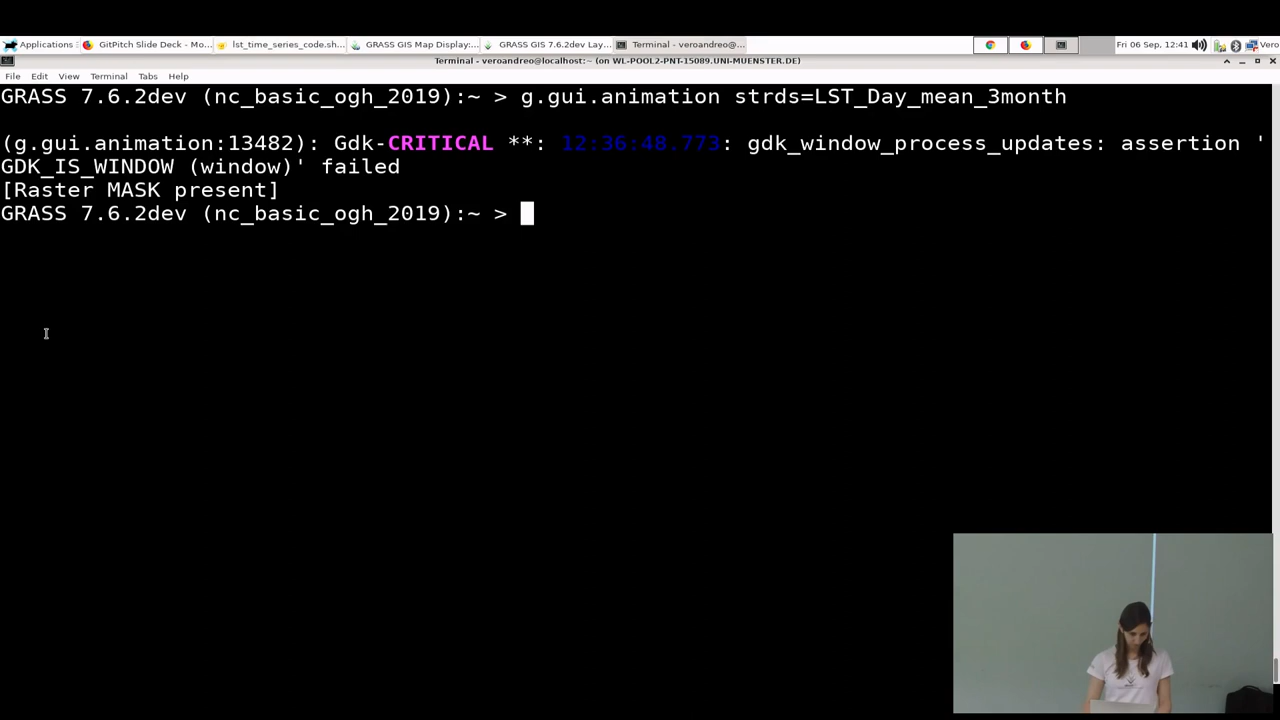 Applications
GitPitch Slide Deck - Mo...
lst_time_series_code.sh...
GRASS GIS Map Display:...
GRASS GIS 7.6.2dev Lay...
Terminal - veroandreo@...
Fri 06 Sep, 12:41
Vero
Terminal - veroandreo@localhost:~ (on WL-POOL2-PNT-15089.UNI-MUENSTER.DE)
File Edit View Terminal Tabs Help
GRASS 7.6.2dev (nc_basic_ogh_2019):~ > g.gui.animation strds=LST_Day_mean_3month
(g.gui.animation:13482): Gdk-CRITICAL **: 12:36:48.773: gdk_window_process_updates: assertion '
GDK_IS_WINDOW (window)' failed
[Raster MASK present]
GRASS 7.6.2dev (nc_basic_ogh_2019):~ >